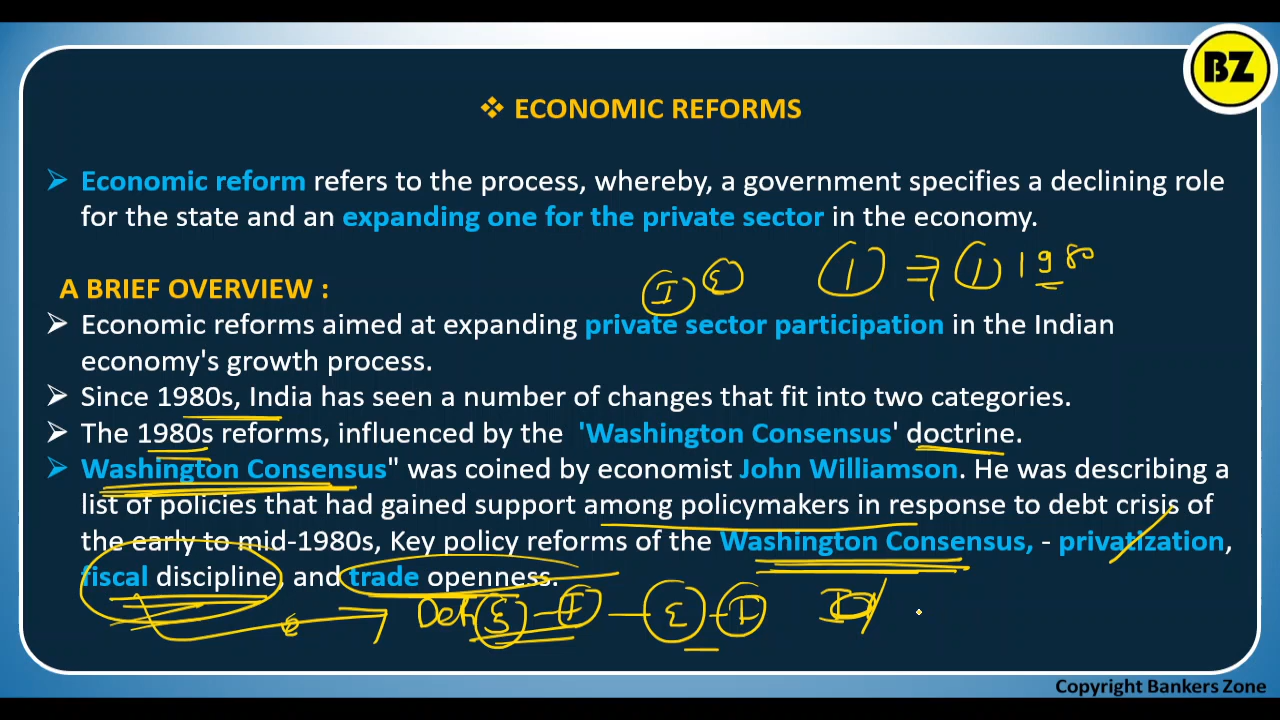 BZ
❖ ECONOMIC REFORMS
➢ Economic reform refers to the process, whereby, a government specifies a declining role
for the state and an expanding one for the private sector in the economy.
I E 1 ⇒ 1 1980
A BRIEF OVERVIEW :
➢ Economic reforms aimed at expanding private sector participation in the Indian
economy's growth process.
➢ Since 1980s, India has seen a number of changes that fit into two categories.
➢ The 1980s reforms, influenced by the 'Washington Consensus' doctrine.
➢ Washington Consensus" was coined by economist John Williamson. He was describing a
list of policies that had gained support among policymakers in response to debt crisis of
the early to mid-1980s, Key policy reforms of the Washington Consensus, - privatization,
fiscal discipline, and trade openness.
E - I - E - I
Copyright Bankers Zone